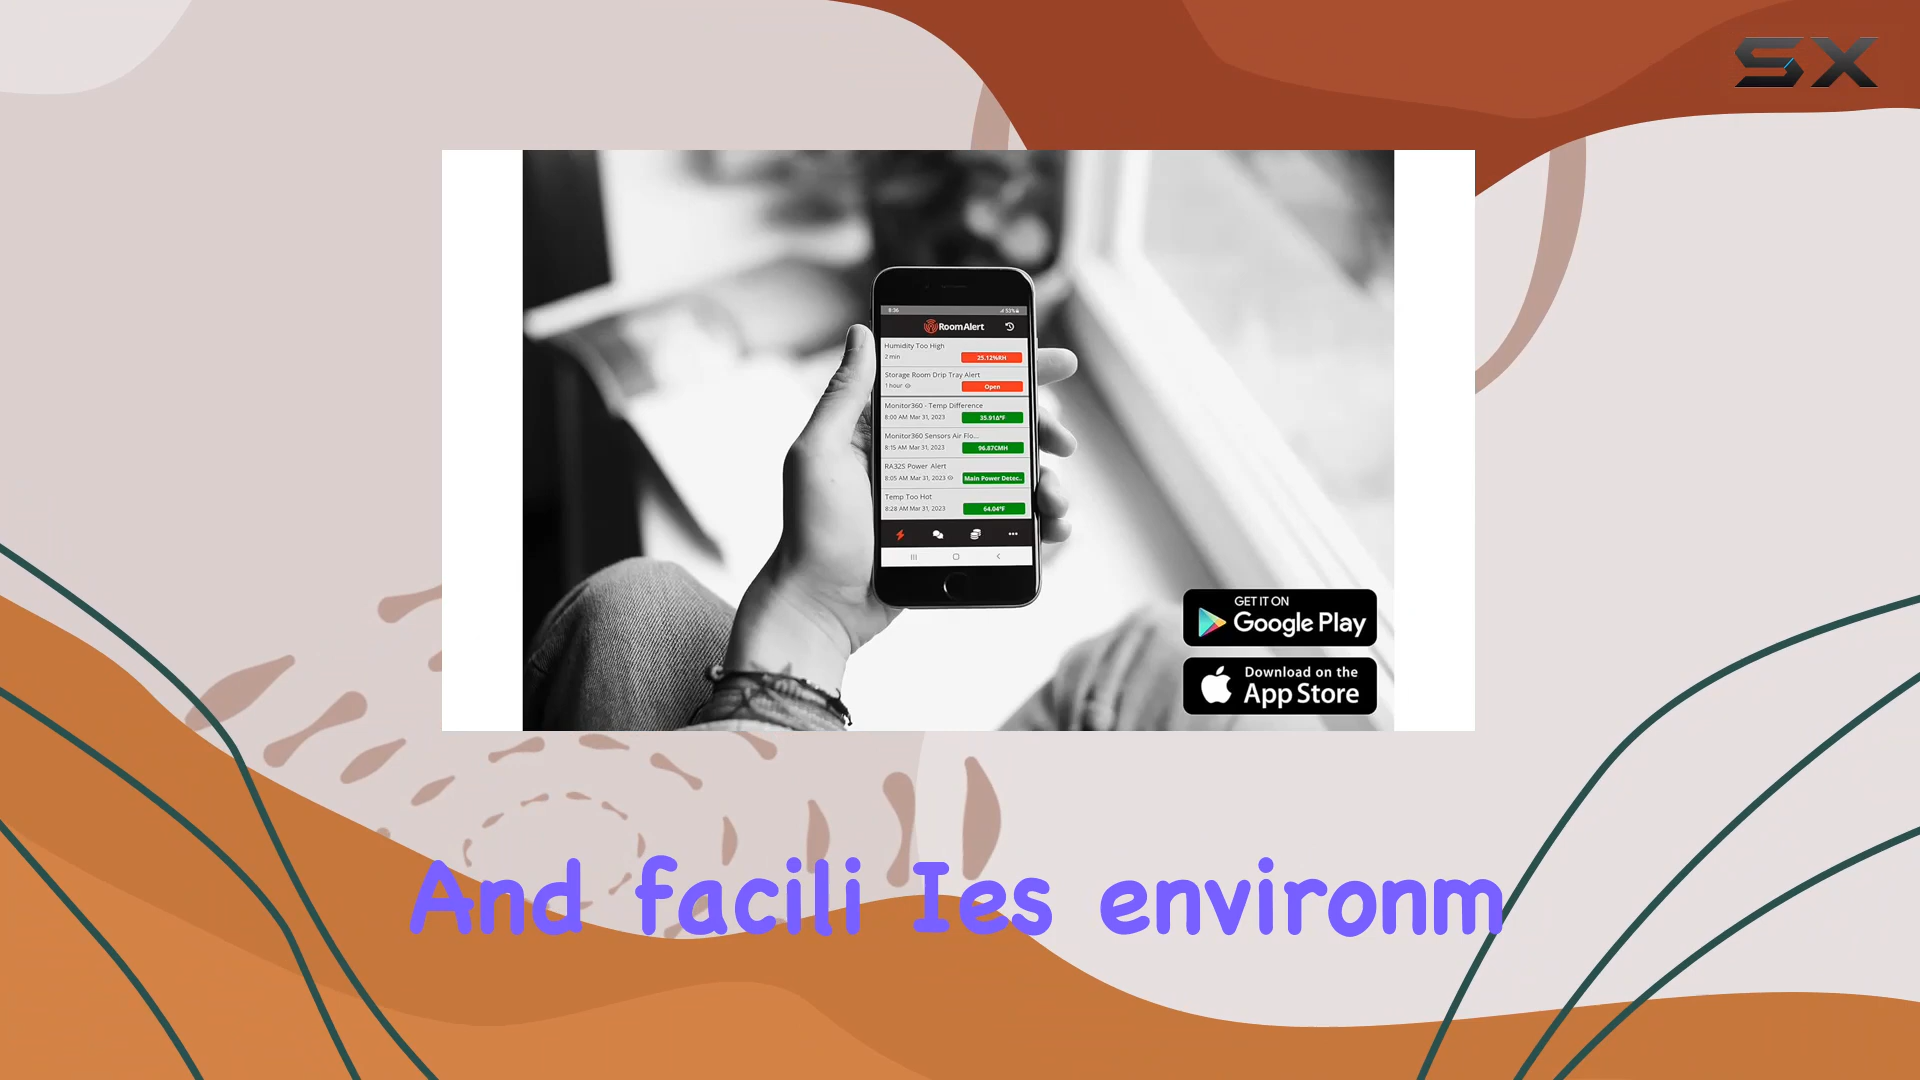 SX
8:36
53%
RoomAlert
Humidity Too High
2 min
25.12%RH
Storage Room Drip Tray Alert
1 hour
Open
Monitor360 - Temp Difference
8:00 AM Mar 31, 2023
35.91Δ°F
Monitor360 Sensors Air Flo...
8:15 AM Mar 31, 2023
96.87CMH
RA32S Power Alert
8:05 AM Mar 31, 2023
Main Power Detec..
Temp Too Hot
8:28 AM Mar 31, 2023
64.04°F
GET IT ON
Google Play
Download on the
App Store
And facili Ies environm